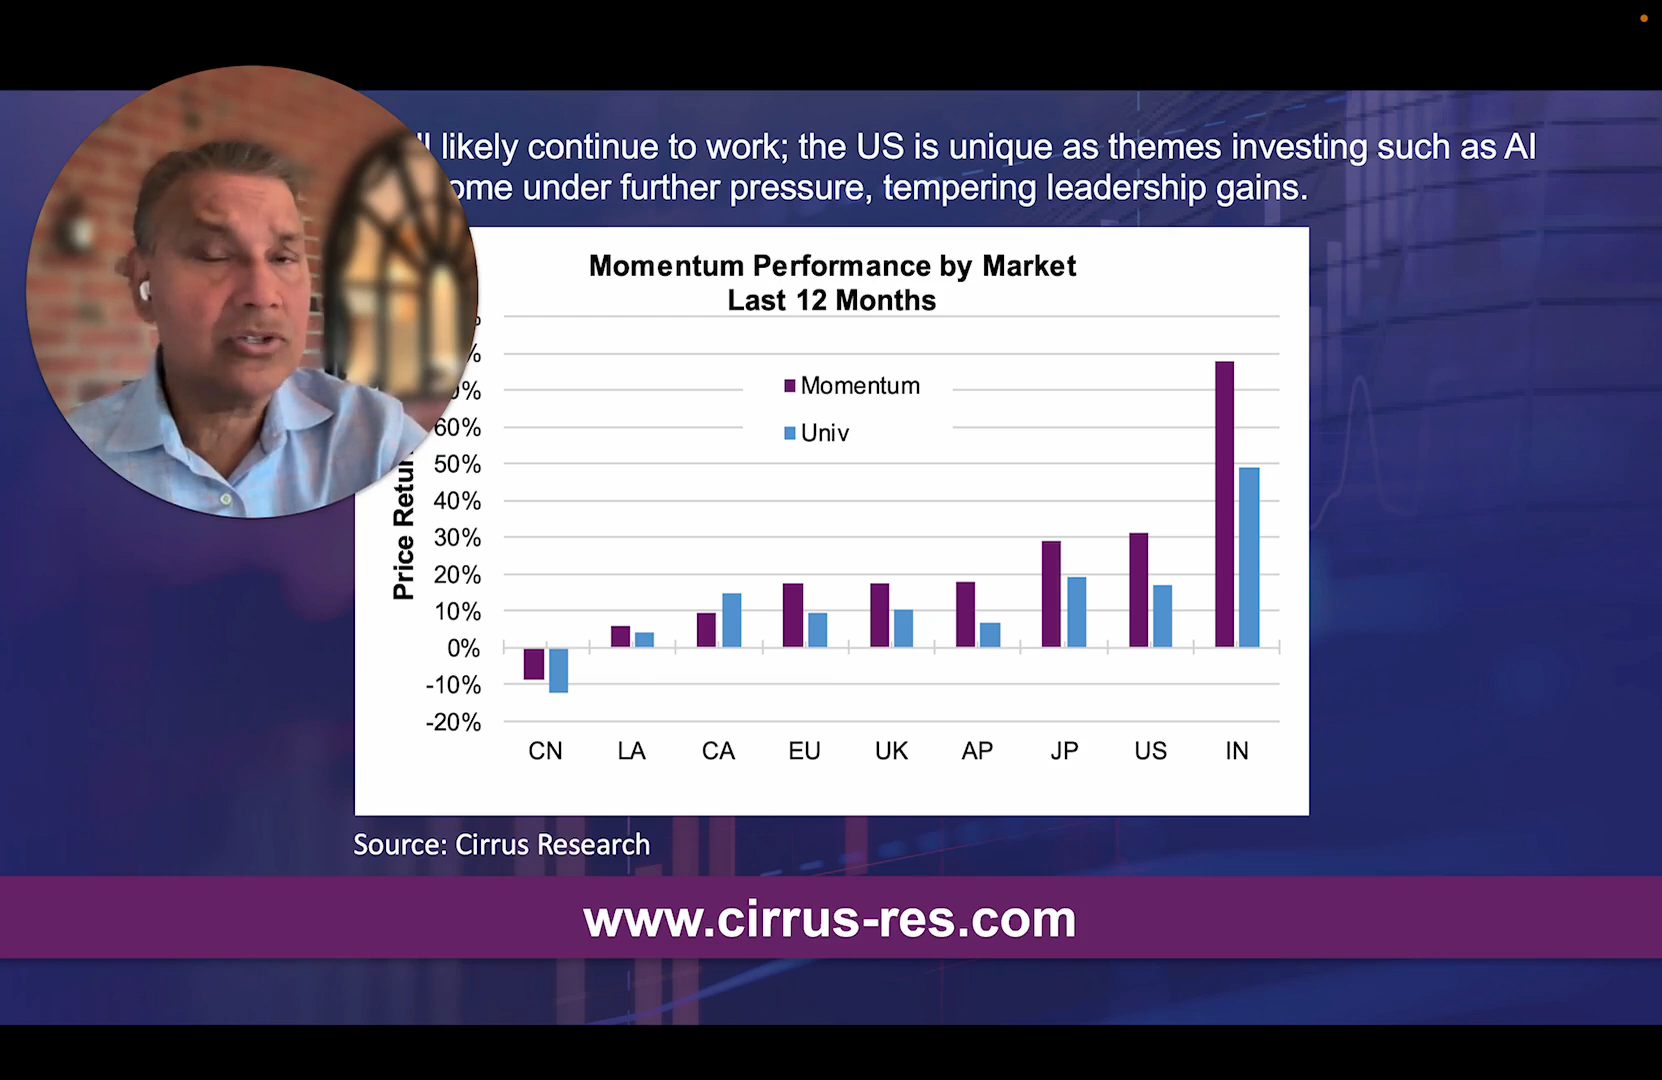 likely continue to work; the US is unique as themes investing such as AI
under further pressure, tempering leadership gains.
Momentum Performance by Market
Last 12 Months
Momentum
Univ
Price
60%
50%
40%
30%
20%
10%
0%
-10%
-20%
CN LA CA EU UK AP JP US IN
Source: Cirrus Research
www.cirrus-res.com